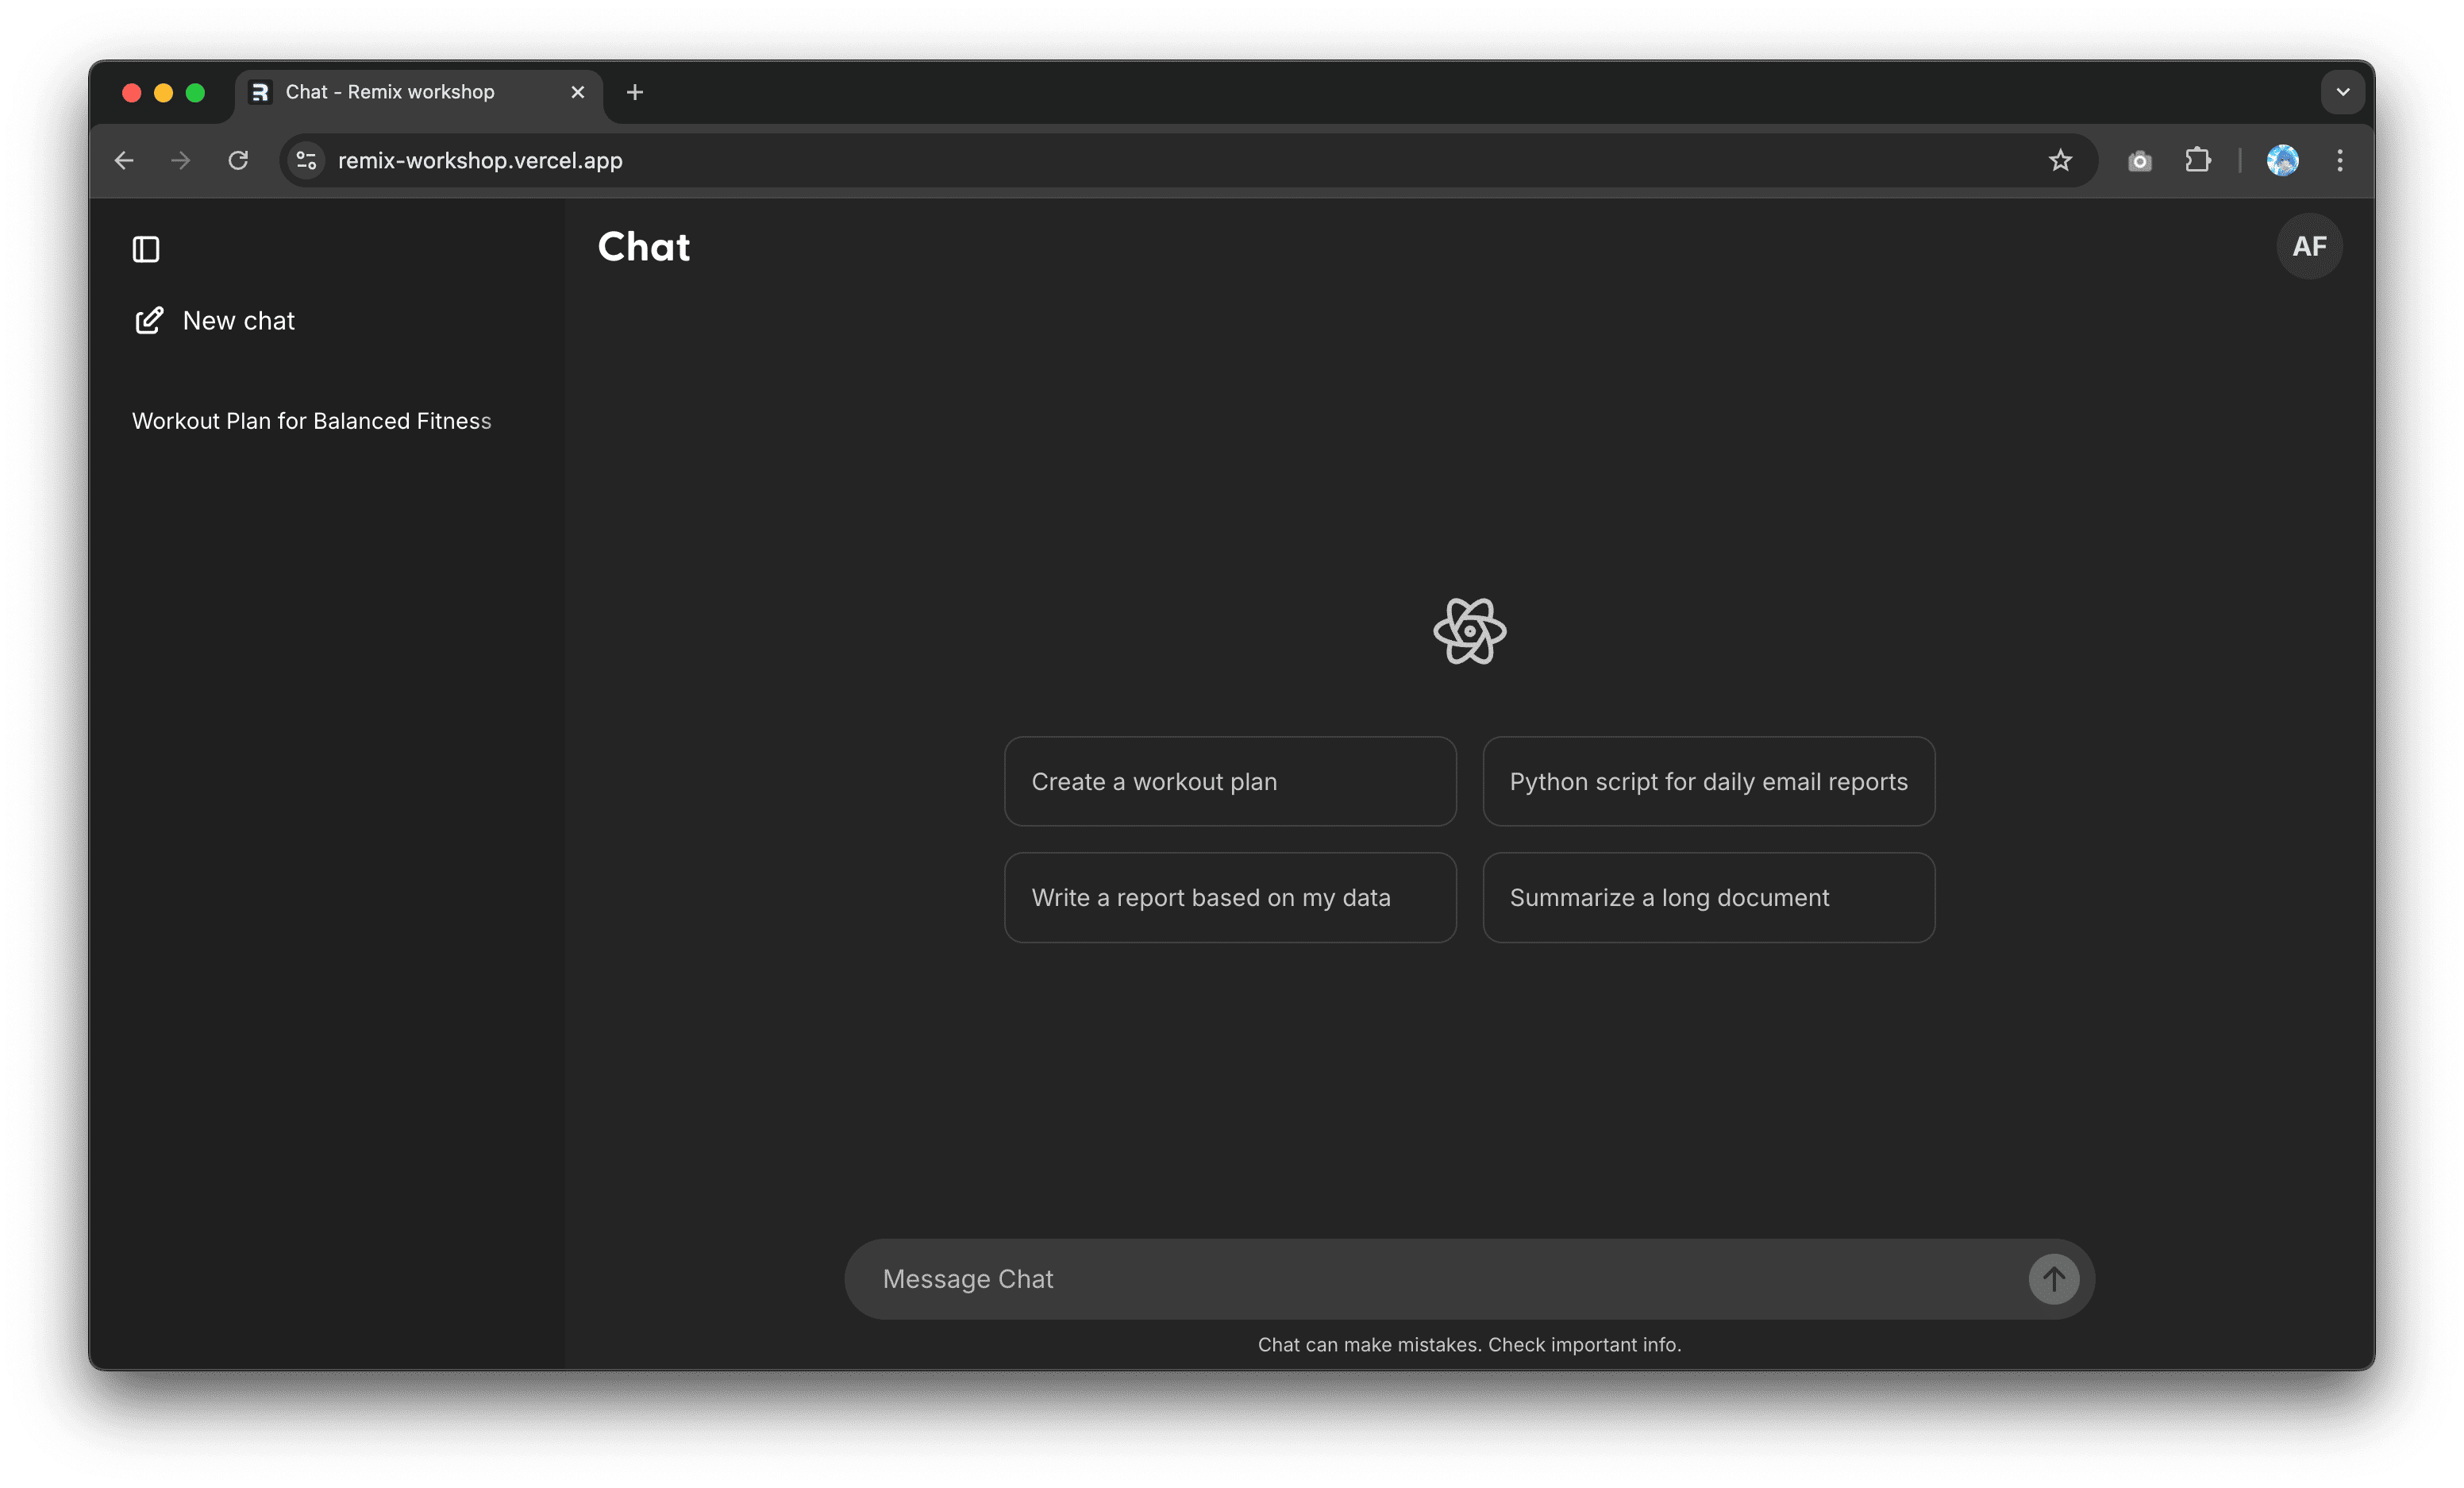 Chat - Remix workshop
remix-workshop.vercel.app
Chat
AF
New chat
Workout Plan for Balanced Fitness
Create a workout plan
Python script for daily email reports
Write a report based on my data
Summarize a long document
Message Chat
Chat can make mistakes. Check important info.